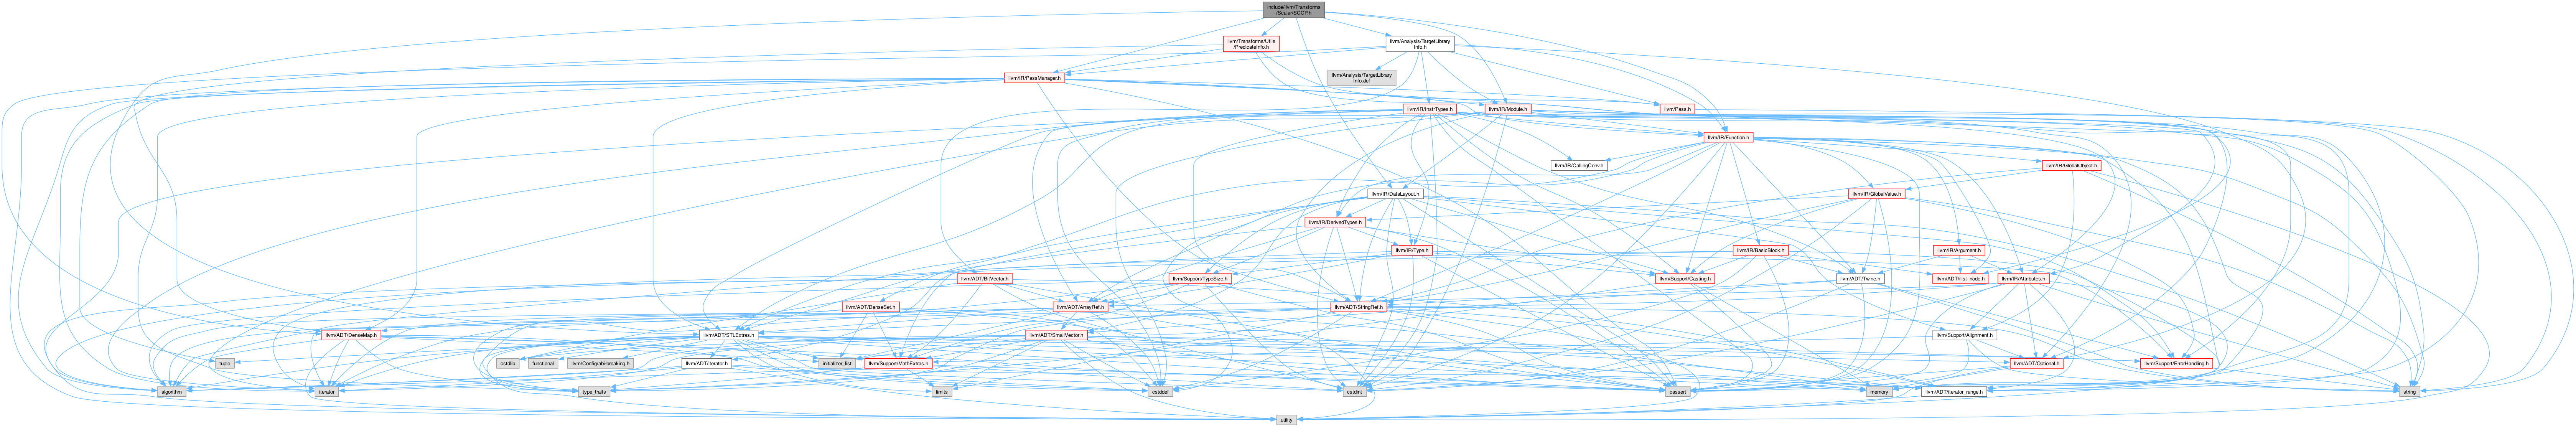 include/llvm/Transforms
/Scalar/SCCP.h
llvm/Transforms/Utils
/PredicateInfo.h
llvm/Analysis/TargetLibrary
Info.h
llvm/IR/PassManager.h
llvm/Analysis/TargetLibrary
Info.def
llvm/IR/InstrTypes.h
llvm/IR/Module.h
llvm/Pass.h
llvm/IR/Function.h
llvm/IR/CallingConv.h
llvm/IR/GlobalObject.h
llvm/IR/DataLayout.h
llvm/IR/GlobalValue.h
llvm/IR/DerivedTypes.h
llvm/IR/Type.h
llvm/IR/BasicBlock.h
llvm/IR/Argument.h
llvm/ADT/BitVector.h
llvm/Support/TypeSize.h
llvm/Support/Casting.h
llvm/ADT/Twine.h
llvm/ADT/ilist_node.h
llvm/IR/Attributes.h
llvm/ADT/DenseSet.h
llvm/ADT/ArrayRef.h
llvm/ADT/StringRef.h
llvm/ADT/DenseMap.h
llvm/ADT/STLExtras.h
llvm/ADT/SmallVector.h
llvm/Support/Alignment.h
tuple
cstdlib
functional
llvm/Config/abi-breaking.h
llvm/ADT/iterator.h
initializer_list
llvm/Support/MathExtras.h
llvm/ADT/Optional.h
llvm/Support/ErrorHandling.h
algorithm
iterator
type_traits
limits
cstddef
cstdint
cassert
memory
llvm/ADT/iterator_range.h
string
utility